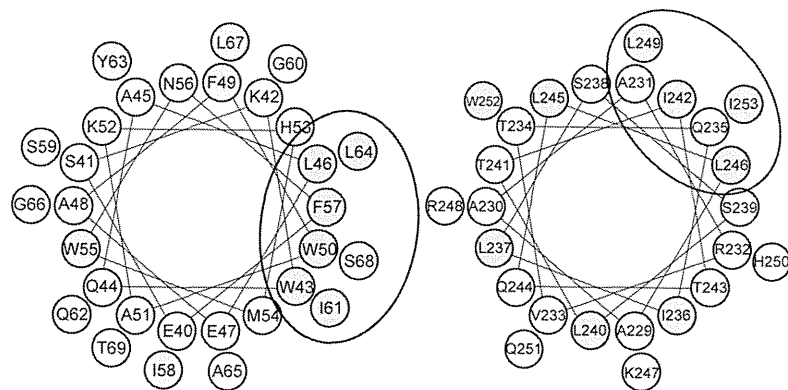 L67
Y63 G60
N56 F49
A45 K42
K52 H53
S59 S41 L46 L64
G66 A48 F57
W55 W50 S68
Q44 W43
Q62 A51 M54 I61
T69 E40 E47
I58 A65
L249
S238 A231
W252 L245 I242 I253
T234 Q235
T241 L246
R248 A230 S239
L237 R232 H250
Q244 T243
V233 I236
Q251 L240 A229
K247